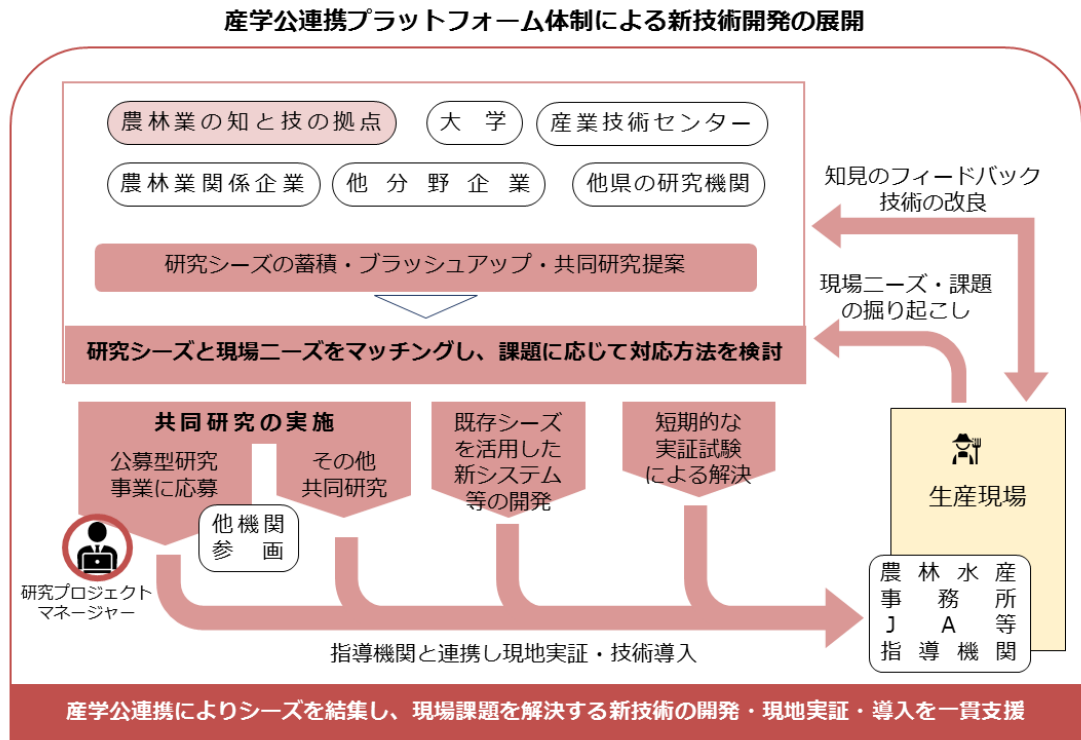 産学公連携プラットフォーム体制による新技術開発の展開
農林業の知と技の拠点
大学
産業技術センター
農林業関係企業
他分野企業
他県の研究機関
研究シーズの蓄積・ブラッシュアップ・共同研究提案
研究シーズと現場ニーズをマッチングし、課題に応じて対応方法を検討
知見のフィードバック
技術の改良
現場ニーズ・課題
の掘り起こし
共同研究の実施
公募型研究
事業に応募
その他
共同研究
他機関
参画
既存シーズ
を活用した
新システム
等の開発
短期的な
実証試験
による解決
研究プロジェクト
マネージャー
生産現場
農林水産
事務所
JA等
指導機関
指導機関と連携し現地実証・技術導入
産学公連携によりシーズを結集し、現場課題を解決する新技術の開発・現地実証・導入を一貫支援